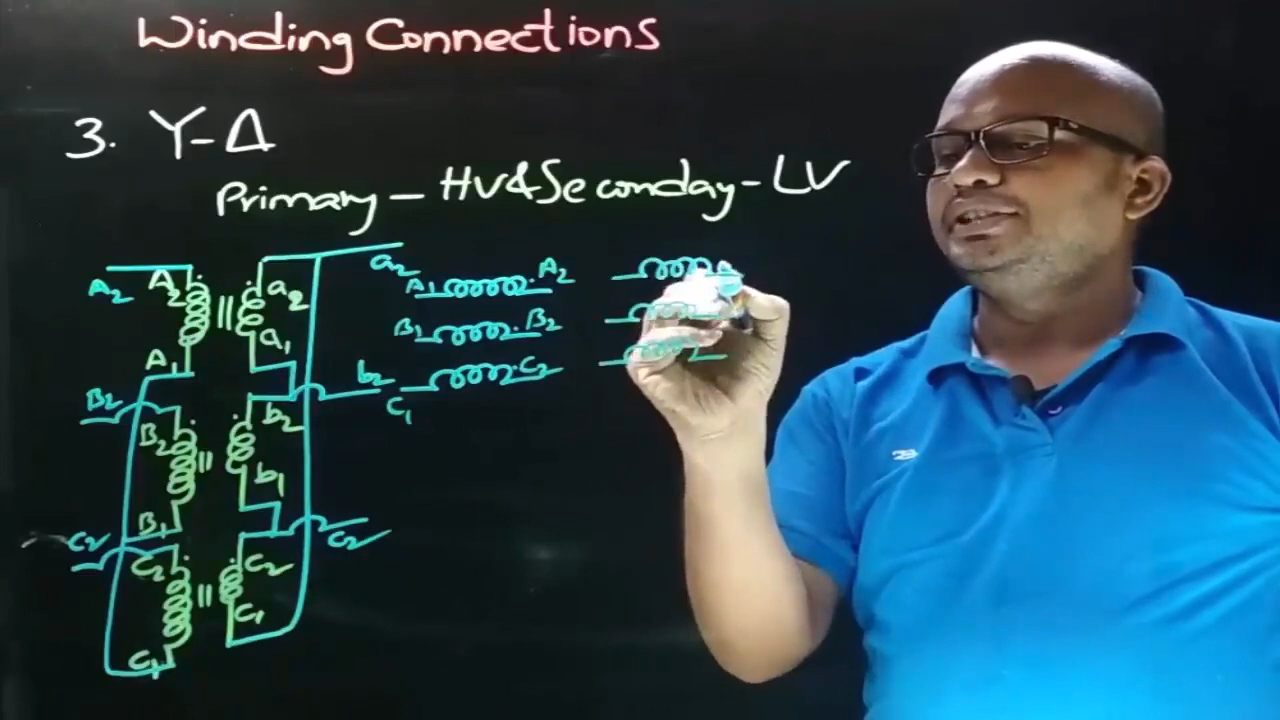 Winding Connections
3. Y-Δ
Primary - HV & Seconday - LV
A2 A2 a2 a2
A1 a1
B2 B2 b2 b2
B1 b1
C2 C2 c2 c2
C1 c1
A1 A2
B1 B2
C1 C2